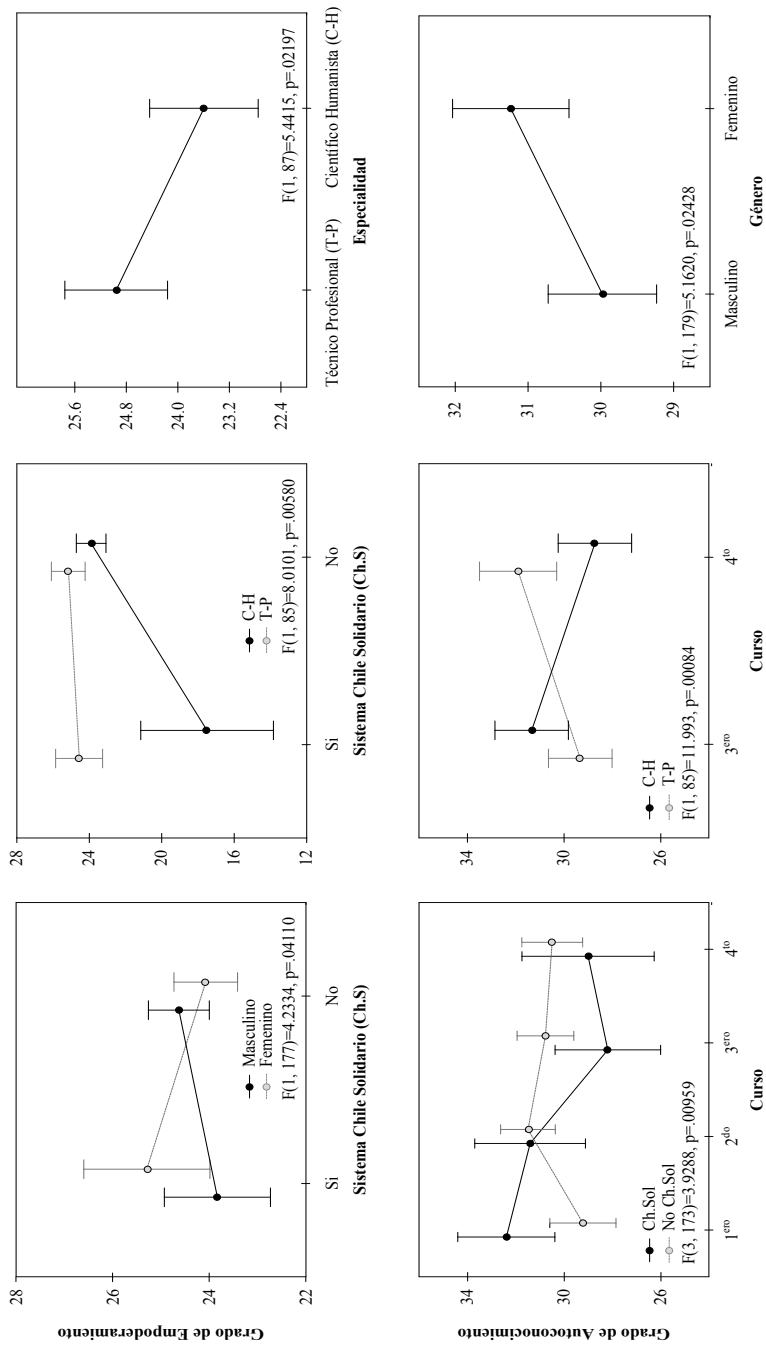 Grado de Empoderamiento
28
26
24
22
Masculino
Femenino
F(1, 177)=4.2334, p=.04110
Si
No
Sistema Chile Solidario (Ch.S)
28
24
20
16
12
C-H
T-P
F(1, 85)=8.0101, p=.00580
Si
No
Sistema Chile Solidario (Ch.S)
25.6
24.8
24.0
23.2
22.4
F(1, 87)=5.4415, p=.02197
Técnico Profesional (T-P)
Científico Humanista (C-H)
Especialidad
Grado de Autoconocimiento
34
30
26
Ch.Sol
No Ch.Sol
F(3, 173)=3.9288, p=.00959
1ero
2do
3ero
4to
Curso
34
30
26
C-H
T-P
F(1, 85)=11.993, p=.00084
3ero
4to
Curso
32
31
30
29
F(1, 179)=5.1620, p=.02428
Masculino
Femenino
Género